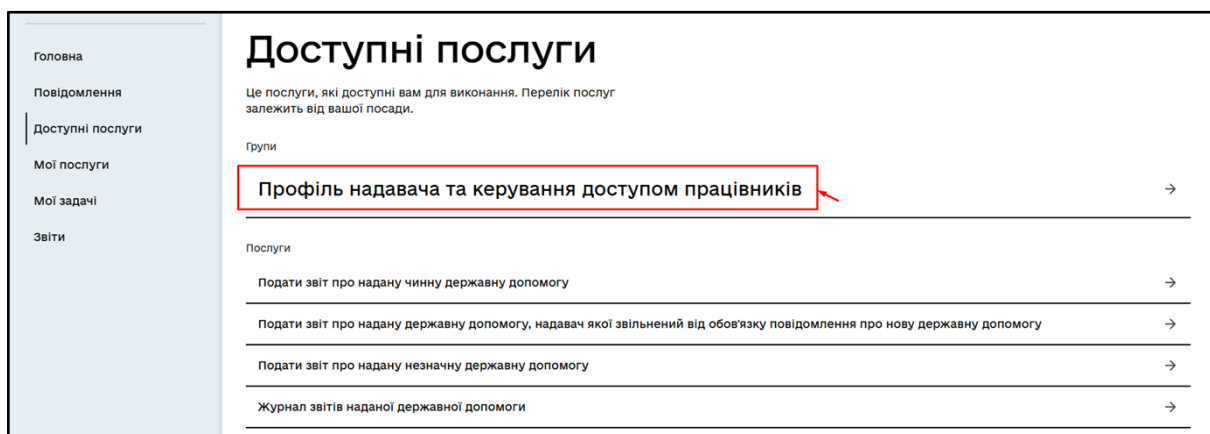 Головна
Повідомлення
Доступні послуги
Мої послуги
Мої задачі
Звіти
Доступні послуги
Це послуги, які доступні вам для виконання. Перелік послуг
залежить від вашої посади.
Групи
Профіль надавача та керування доступом працівників
Послуги
Подати звіт про надану чинну державну допомогу
Подати звіт про надану державну допомогу, надавач якої звільнений від обов'язку повідомлення про нову державну допомогу
Подати звіт про надану незначну державну допомогу
Журнал звітів наданої державної допомоги